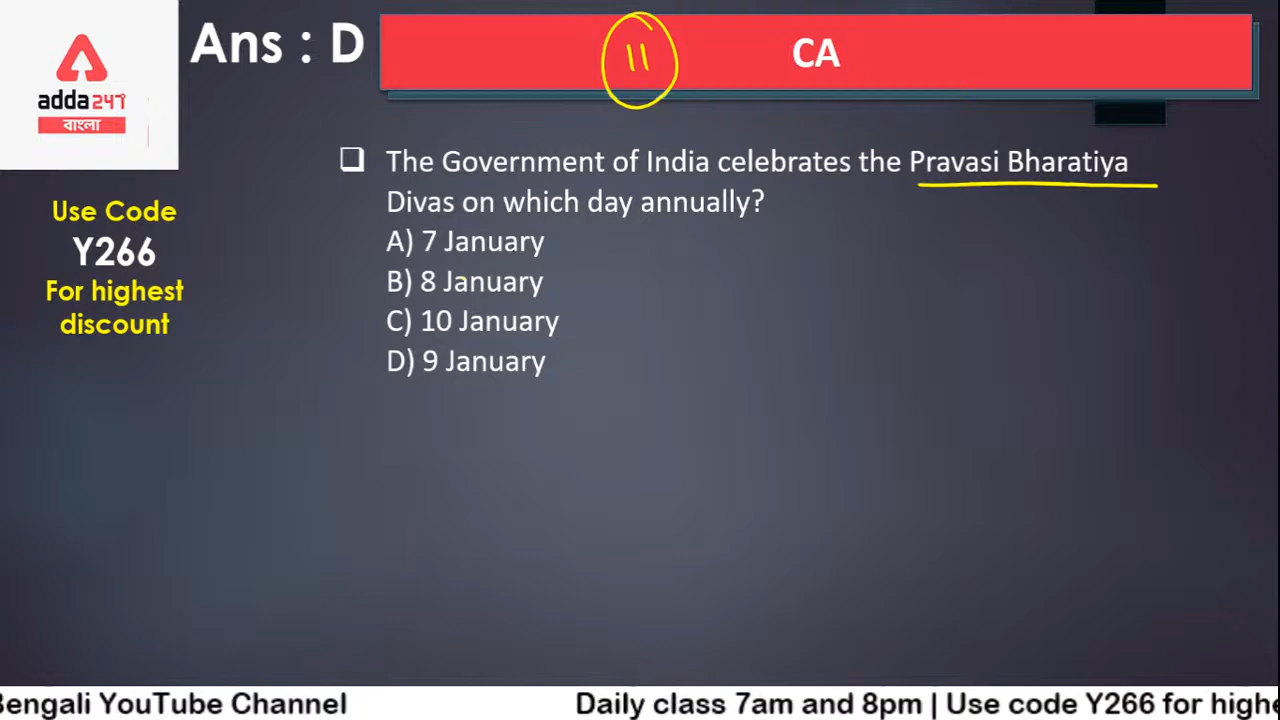 Ans : D
11
CA
adda247
বাংলা
The Government of India celebrates the Pravasi Bharatiya
Divas on which day annually?
A) 7 January
B) 8 January
C) 10 January
D) 9 January
Use Code
Y266
For highest
discount
Bengali YouTube Channel
Daily class 7am and 8pm | Use code Y266 for highe